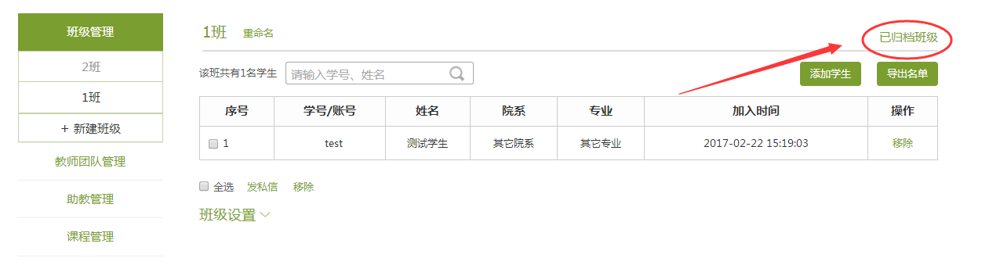 班级管理
2班
1班
+ 新建班级
教师团队管理
助教管理
课程管理
1班 重命名 已归档班级
该班共有1名学生 请输入学号、姓名 添加学生 导出名单
序号 学号/账号 姓名 院系 专业 加入时间 操作
1 test 测试学生 其它院系 其它专业 2017-02-22 15:19:03 移除
全选 发私信 移除
班级设置